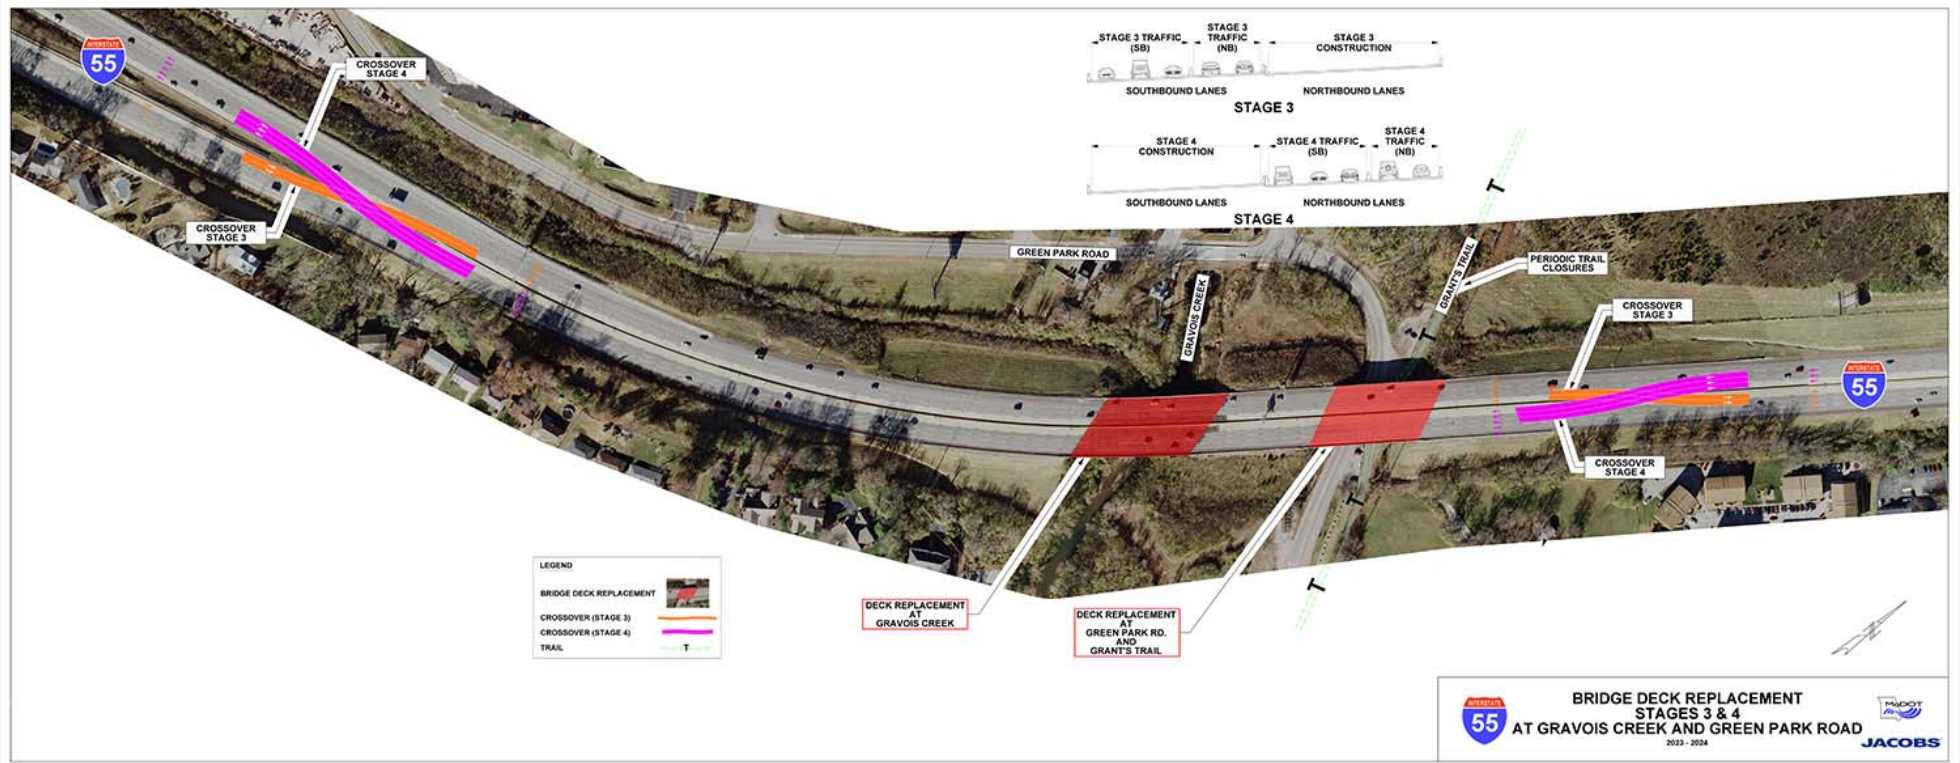 INTERSTATE
55
CROSSOVER
STAGE 4
CROSSOVER
STAGE 3
STAGE 3 TRAFFIC
(SB)
STAGE 3
TRAFFIC
(NB)
STAGE 3
CONSTRUCTION
SOUTHBOUND LANES
NORTHBOUND LANES
STAGE 3
STAGE 4
CONSTRUCTION
STAGE 4 TRAFFIC
(SB)
STAGE 4
TRAFFIC
(NB)
SOUTHBOUND LANES
NORTHBOUND LANES
STAGE 4
T
GREEN PARK ROAD
GRAVOIS CREEK
GRANT'S TRAIL
PERIODIC TRAIL
CLOSURES
T
CROSSOVER
STAGE 3
INTERSTATE
55
CROSSOVER
STAGE 4
T
T
LEGEND
BRIDGE DECK REPLACEMENT
CROSSOVER (STAGE 3)
CROSSOVER (STAGE 4)
TRAIL
T
DECK REPLACEMENT
AT
GRAVOIS CREEK
DECK REPLACEMENT
AT
GREEN PARK RD.
AND
GRANT'S TRAIL
INTERSTATE
55
BRIDGE DECK REPLACEMENT
STAGES 3 & 4
AT GRAVOIS CREEK AND GREEN PARK ROAD
2023 - 2024
MoDOT
JACOBS